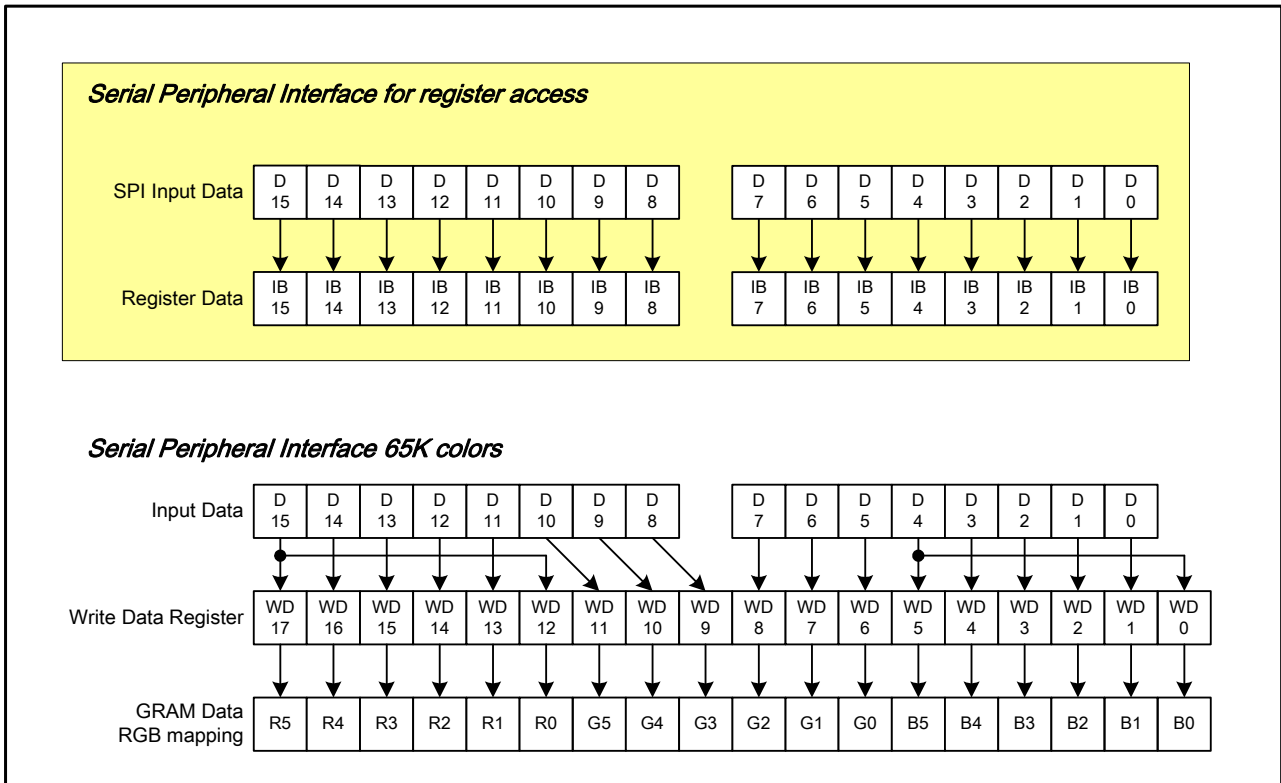 Serial Peripheral Interface for register access
SPI Input Data D 15 D 14 D 13 D 12 D 11 D 10 D 9 D 8 D 7 D 6 D 5 D 4 D 3 D 2 D 1 D 0
Register Data IB 15 IB 14 IB 13 IB 12 IB 11 IB 10 IB 9 IB 8 IB 7 IB 6 IB 5 IB 4 IB 3 IB 2 IB 1 IB 0
Serial Peripheral Interface 65K colors
Input Data D 15 D 14 D 13 D 12 D 11 D 10 D 9 D 8 D 7 D 6 D 5 D 4 D 3 D 2 D 1 D 0
Write Data Register WD 17 WD 16 WD 15 WD 14 WD 13 WD 12 WD 11 WD 10 WD 9 WD 8 WD 7 WD 6 WD 5 WD 4 WD 3 WD 2 WD 1 WD 0
GRAM Data
RGB mapping R5 R4 R3 R2 R1 R0 G5 G4 G3 G2 G1 G0 B5 B4 B3 B2 B1 B0